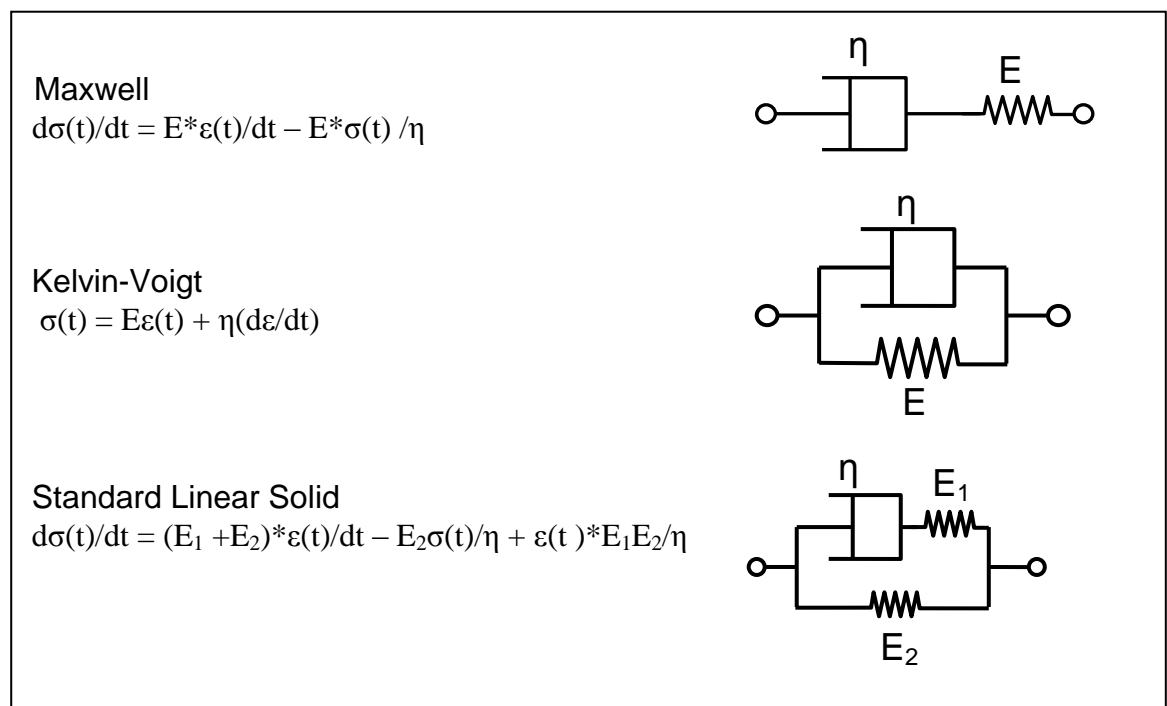 η
E
Maxwell
dσ(t)/dt = E*ε(t)/dt – E*σ(t) /η
η
Kelvin-Voigt
σ(t) = Eε(t) + η(dε/dt)
E
η
E₁
Standard Linear Solid
dσ(t)/dt = (E₁ +E₂)*ε(t)/dt – E₂σ(t)/η + ε(t )*E₁E₂/η
E₂